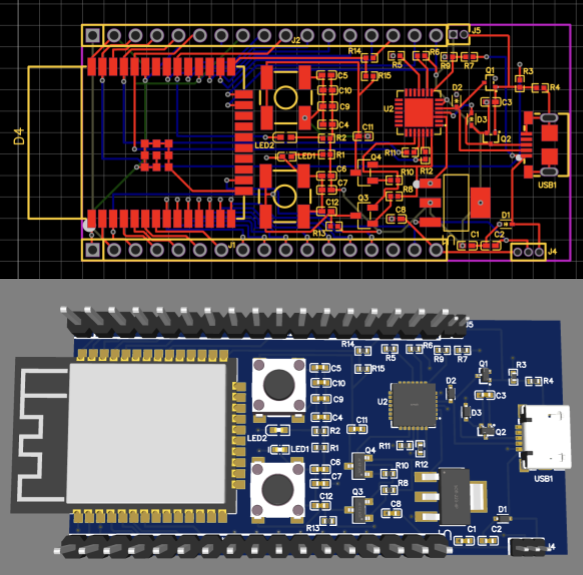 J5
J2
R14
R5
R6
R9
R7
Q1
R3
C5
R15
R4
C10
D2
C3
C9
U2
D4
C4
D3
C11
R2
Q2
LED2
R11
LED1
R1
Q4
R12
C6
R10
USB1
C7
R8
C12
Q3
C8
D1
R13
J1
C1
C2
J4
J5
R14
R5
R6
R9
R7
Q1
R3
C5
R15
R4
C10
D2
C3
C9
U2
D3
C4
C11
R2
Q2
LED2
R11
LED1
R1
Q4
C6
R10
R12
USB1
C7
R8
C12
Q3
C8
D1
R13
C1
C2
J4